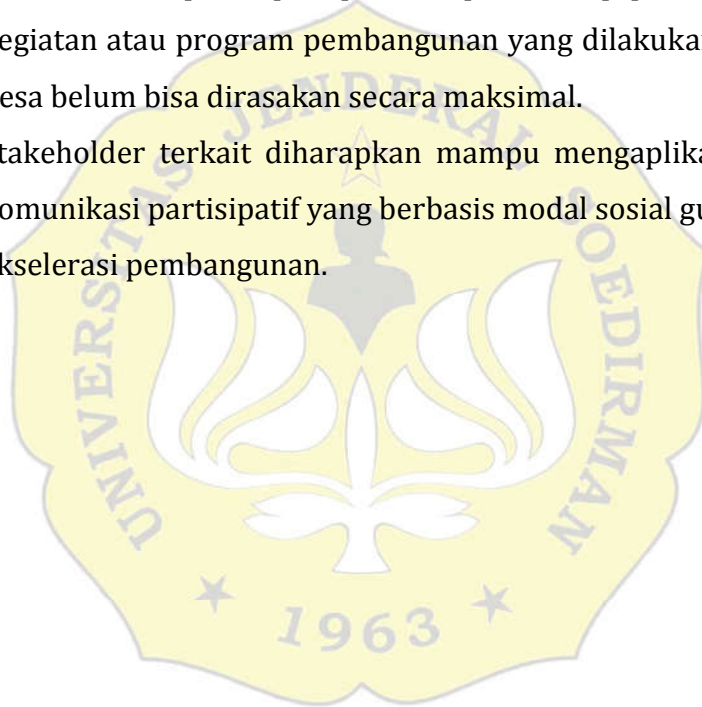 egiatan atau program pembangunan yang dilakukan
esa belum bisa dirasakan secara maksimal.
takeholder terkait diharapkan mampu mengaplika
omunikasi partisipatif yang berbasis modal sosial gu
kselerasi pembangunan.
UNIVERSITAS JENDERAL SOEDIRMAN
1963